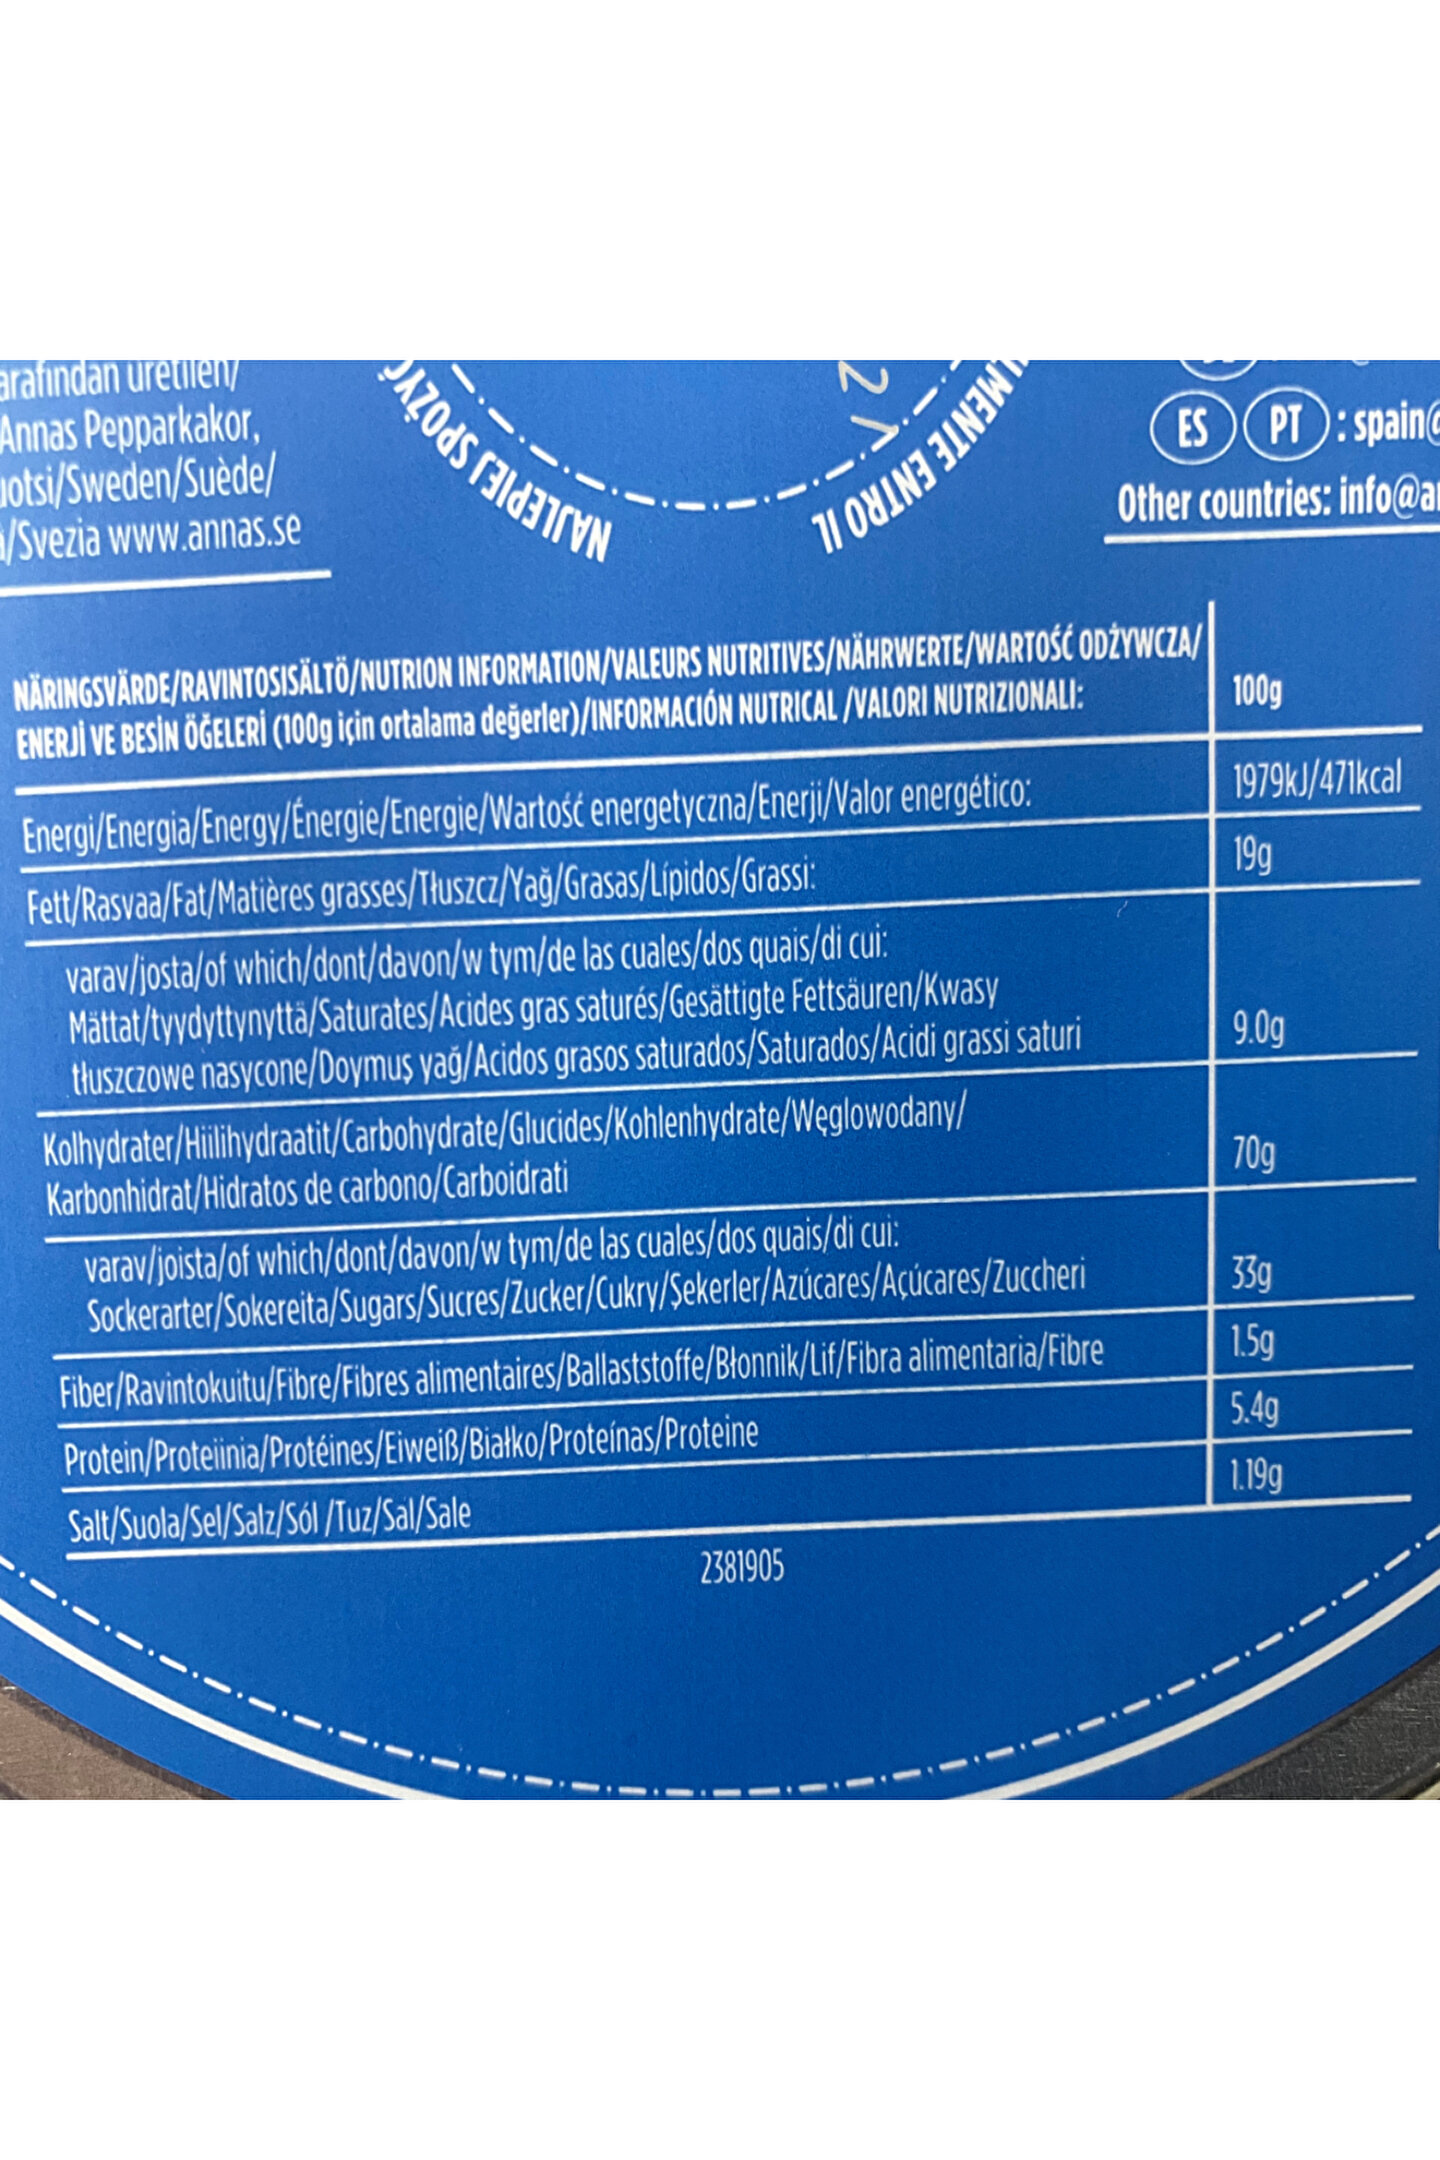 tarafından üretilen/
Annas Pepparkakor,
/Sweden/Suède/
/Svezia www.annas.se
NAJLEPIEJ SPOŻYĆ
MENTE ENTRO IL
21
ES PT : spain@
Other countries: info@
NÄRINGSVÄRDE/RAVINTOSISÄLTÖ/NUTRION INFORMATION/VALEURS NUTRITIVES/NÄHRWERTE/WARTOŚĆ ODŻYWCZA/
ENERJİ VE BESİN ÖĞELERİ (100g için ortalama değerler)/INFORMACIÓN NUTRICAL /VALORI NUTRIZIONALI:
100g
Energi/Energia/Energy/Énergie/Energie/Wartość energetyczna/Enerji/Valor energético:
1979kJ/471kcal
Fett/Rasvaa/Fat/Matières grasses/Tłuszcz/Yağ/Grasas/Lípidos/Grassi:
19g
varav/josta/of which/dont/davon/w tym/de las cuales/dos quais/di cui:
Mättat/tyydyttynyttä/Saturates/Acides gras saturés/Gesättigte Fettsäuren/Kwasy
tłuszczowe nasycone/Doymuş yağ/Acidos grasos saturados/Saturados/Acidi grassi saturi
9.0g
Kolhydrater/Hiilihydraatit/Carbohydrate/Glucides/Kohlenhydrate/Węglowodany/
Karbonhidrat/Hidratos de carbono/Carboidrati
70g
varav/joista/of which/dont/davon/w tym/de las cuales/dos quais/di cui:
Sockerarter/Sokereita/Sugars/Sucres/Zucker/Cukry/Şekerler/Azúcares/Açúcares/Zuccheri
33g
Fiber/Ravintokuitu/Fibre/Fibres alimentaires/Ballaststoffe/Błonnik/Lif/Fibra alimentaria/Fibre
1.5g
Protein/Proteiinia/Protéines/Eiweiß/Białko/Proteínas/Proteine
5.4g
Salt/Suola/Sel/Salz/Sól /Tuz/Sal/Sale
1.19g
2381905